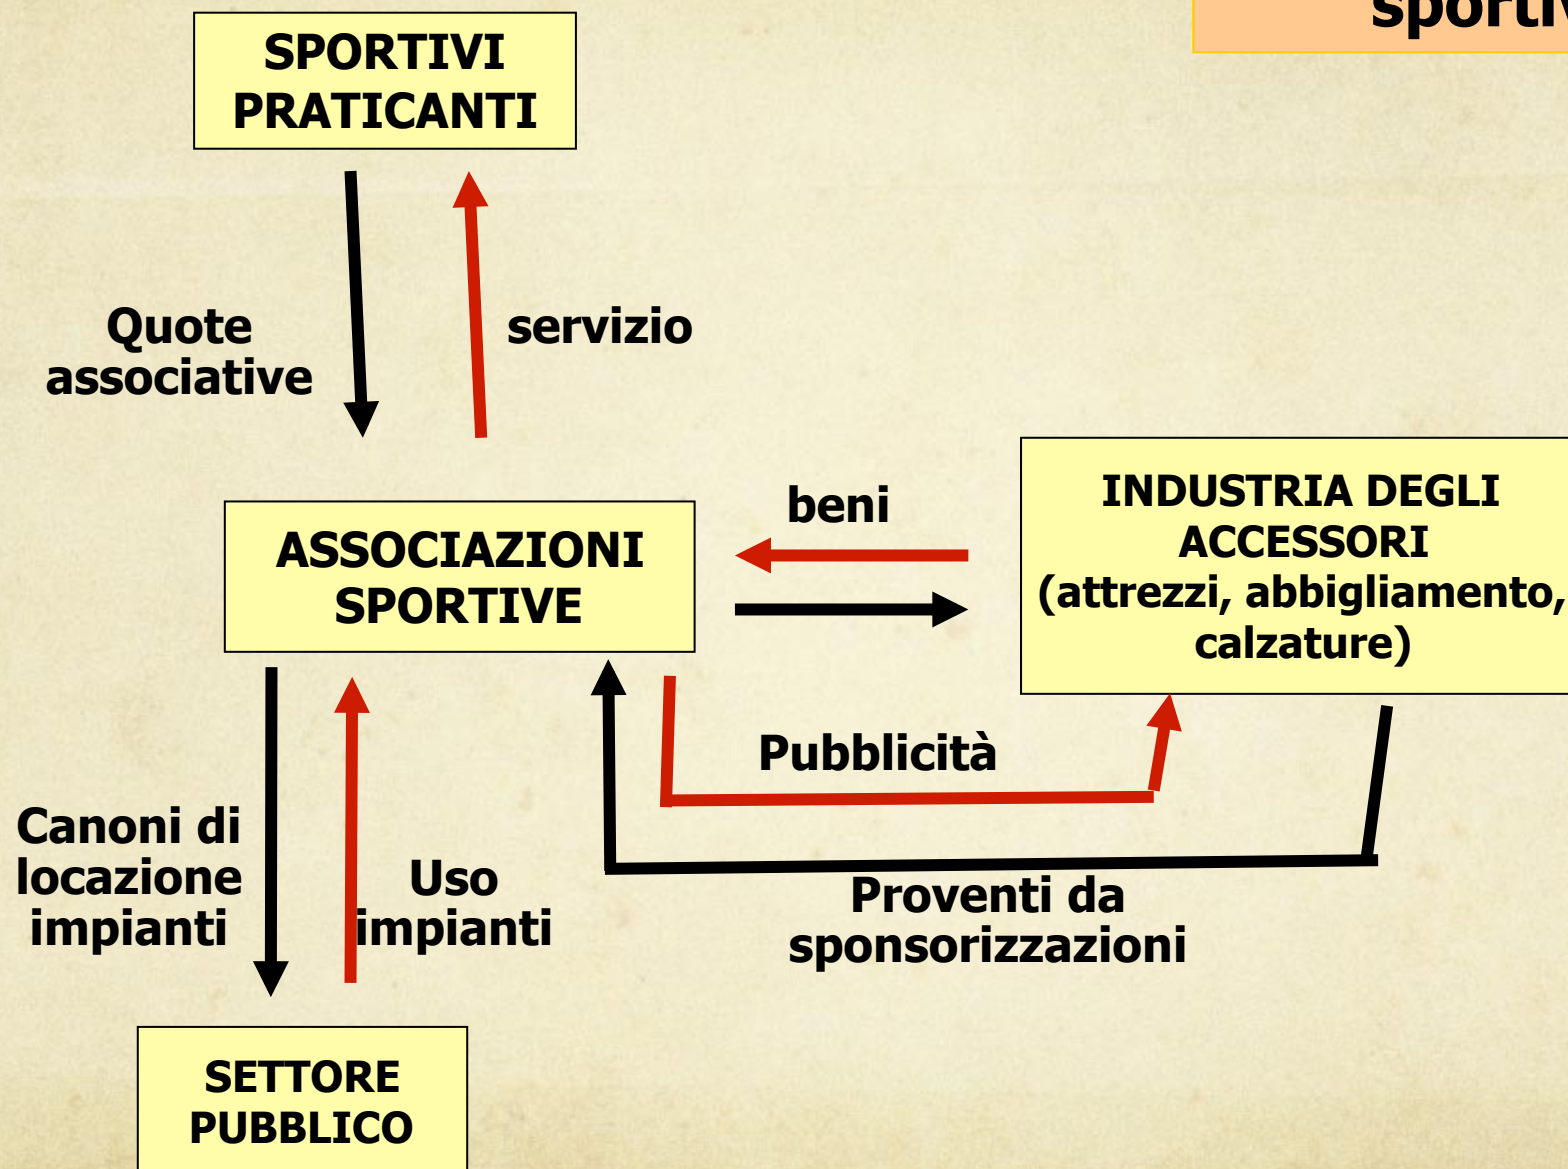 SPORTIVI
PRATICANTI
Quote
associative
servizio
ASSOCIAZIONI
SPORTIVE
beni
INDUSTRIA DEGLI
ACCESSORI
(attrezzi, abbigliamento,
calzature)
Pubblicità
Proventi da
sponsorizzazioni
Canoni di
locazione
impianti
Uso
impianti
SETTORE
PUBBLICO